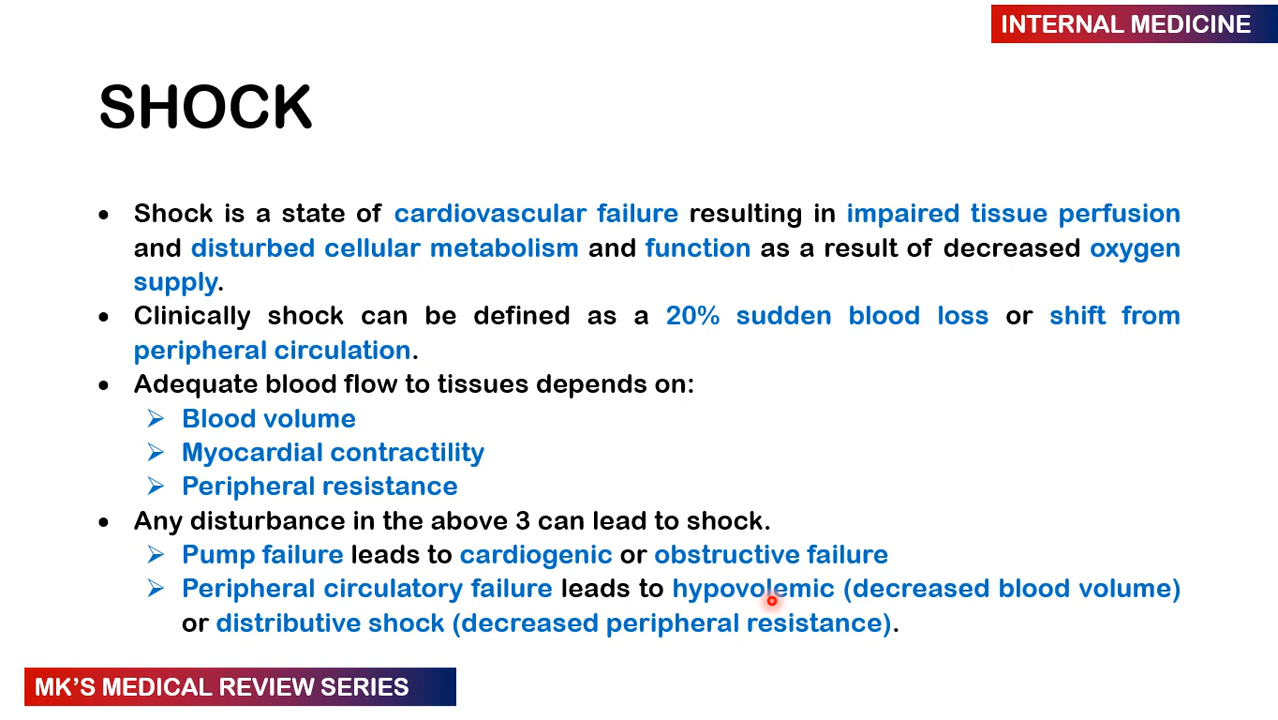 INTERNAL MEDICINE
SHOCK
• Shock is a state of cardiovascular failure resulting in impaired tissue perfusion
and disturbed cellular metabolism and function as a result of decreased oxygen
supply.
• Clinically shock can be defined as a 20% sudden blood loss or shift from
peripheral circulation.
• Adequate blood flow to tissues depends on:
➢ Blood volume
➢ Myocardial contractility
➢ Peripheral resistance
• Any disturbance in the above 3 can lead to shock.
➢ Pump failure leads to cardiogenic or obstructive failure
➢ Peripheral circulatory failure leads to hypovolemic (decreased blood volume)
or distributive shock (decreased peripheral resistance).
MK'S MEDICAL REVIEW SERIES